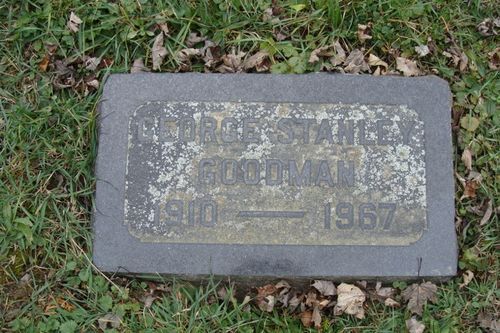 GEORGE STANLEY
GOODMAN
1910 — 1967